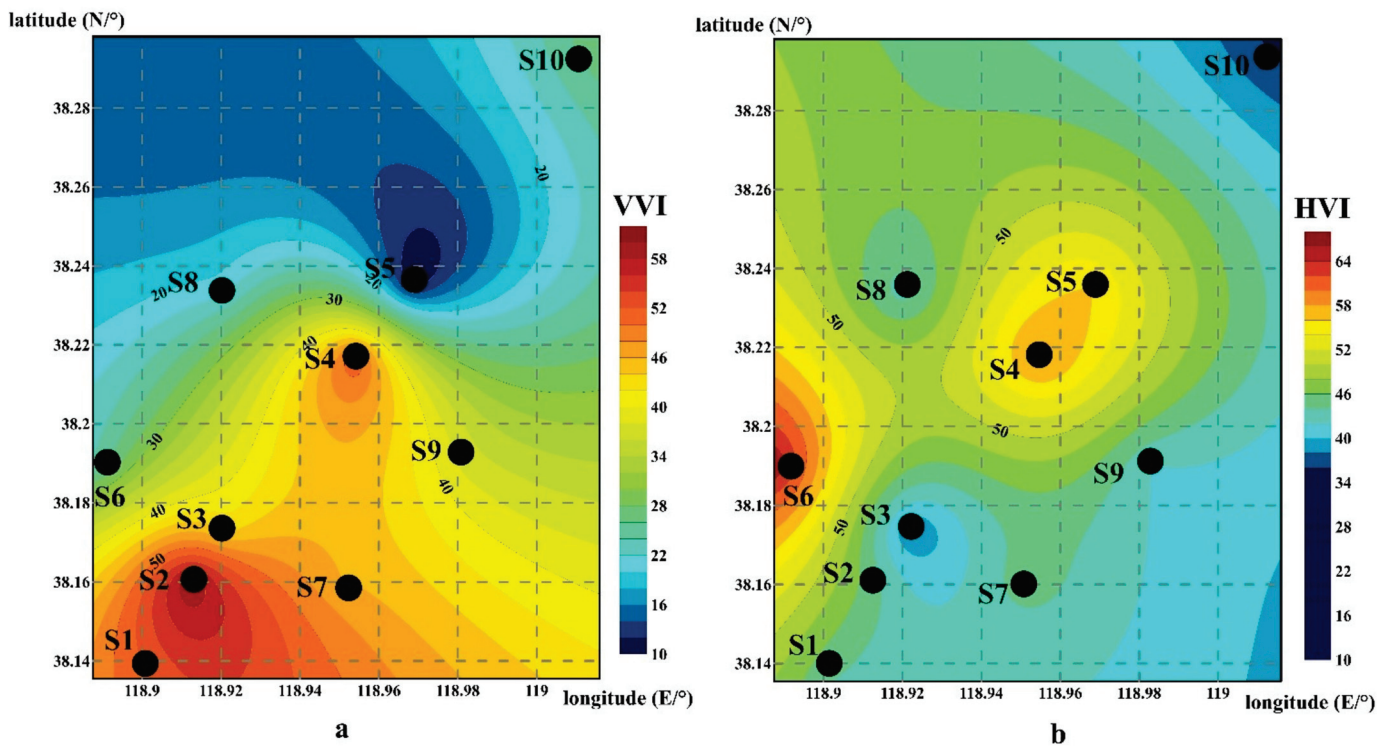 latitude (N/°)
S10
38.28
20
38.26
VVI
52
46
40
34
28
22
16
10
S5
20
38.24
S8
20
30
38.22
40
S4
38.2
30
S9
S6
40
38.18
40
S3
50
S2
38.16
S7
S1
38.14
118.9 118.92 118.94 118.96 118.98 119
longitude (E/°)
a
latitude (N/°)
S10
38.28
38.26
HVI
64
58
52
46
40
34
28
22
16
10
50
38.24
S8
S5
50
38.22
S4
38.2
50
S9
S6
38.18
S3
50
S2
38.16
S7
S1
38.14
118.9 118.92 118.94 118.96 118.98 119
longitude (E/°)
b